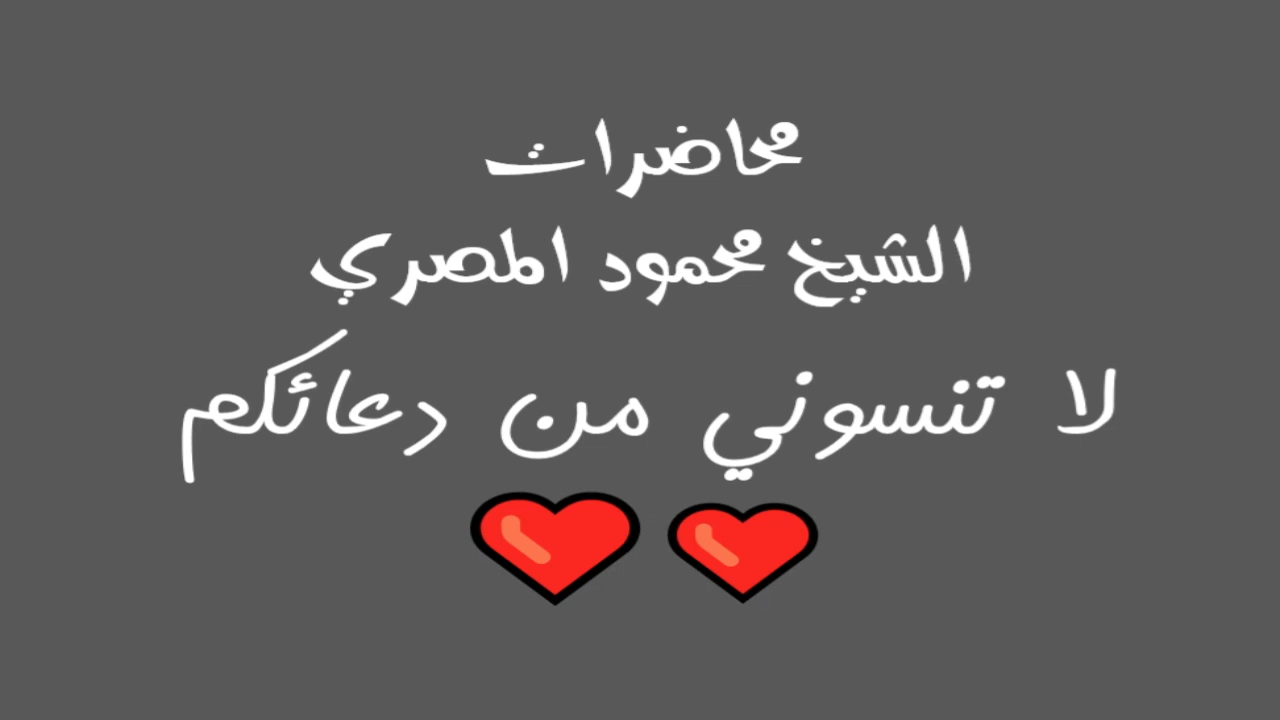 محاضرات
الشيخ محمود المصري
لا تنسوني من دعائكم